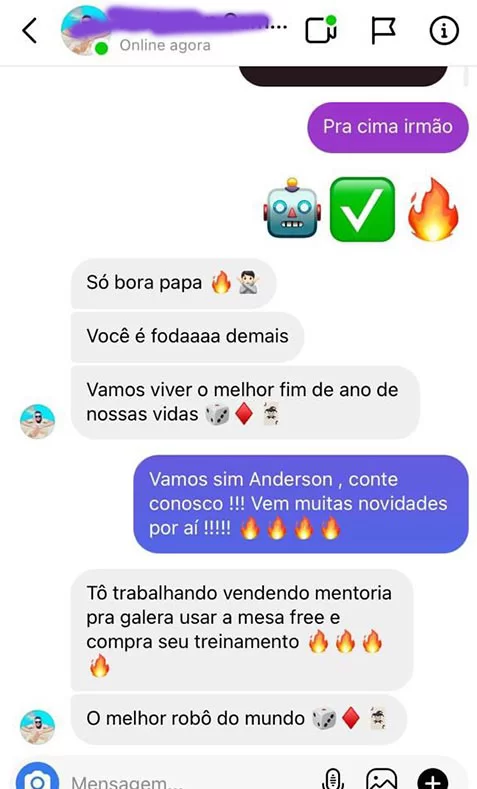 Online agora
Pra cima irmão
🤖✅🔥
Só bora papa 🔥🙅🏻‍♂️
Você é fodaaaa demais
Vamos viver o melhor fim de ano de
nossas vidas 🎲♦️🃏
Vamos sim Anderson , conte
conosco !!! Vem muitas novidades
por aí !!!!! 🔥🔥🔥🔥
Tô trabalhando vendendo mentoria
pra galera usar a mesa free e
compra seu treinamento 🔥🔥🔥
🔥
O melhor robô do mundo 🎲♦️🃏
Mensagem...